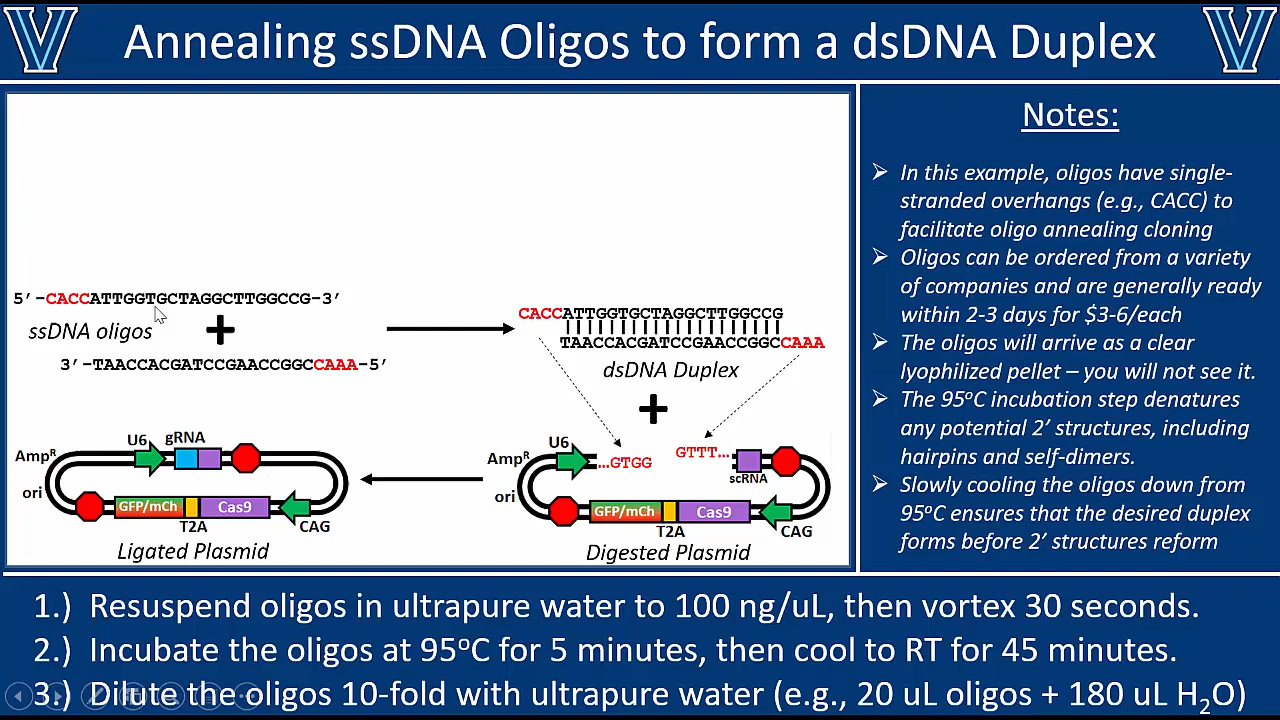 Annealing ssDNA Oligos to form a dsDNA Duplex
5'-CACCATTGGTGCTAGGCTTGGCCG-3'
ssDNA oligos
+
3'-TAACCACGATCCGAACCGGCCAAA-5'
CACCATTGGTGCTAGGCTTGGCCG
TAACCACGATCCGAACCGGCCAAA
dsDNA Duplex
+
U6
gRNA
AmpR
ori
GFP/mCh
Cas9
T2A
CAG
Ligated Plasmid
U6
...GTGG
GTTT...
AmpR
scRNA
ori
GFP/mCh
Cas9
T2A
CAG
Digested Plasmid
Notes:
➢ In this example, oligos have single-
stranded overhangs (e.g., CACC) to
facilitate oligo annealing cloning
➢ Oligos can be ordered from a variety
of companies and are generally ready
within 2-3 days for $3-6/each
➢ The oligos will arrive as a clear
lyophilized pellet – you will not see it.
➢ The 95°C incubation step denatures
any potential 2’ structures, including
hairpins and self-dimers.
➢ Slowly cooling the oligos down from
95°C ensures that the desired duplex
forms before 2’ structures reform
1.) Resuspend oligos in ultrapure water to 100 ng/uL, then vortex 30 seconds.
2.) Incubate the oligos at 95°C for 5 minutes, then cool to RT for 45 minutes.
3.) Dilute the oligos 10-fold with ultrapure water (e.g., 20 uL oligos + 180 uL H₂O)